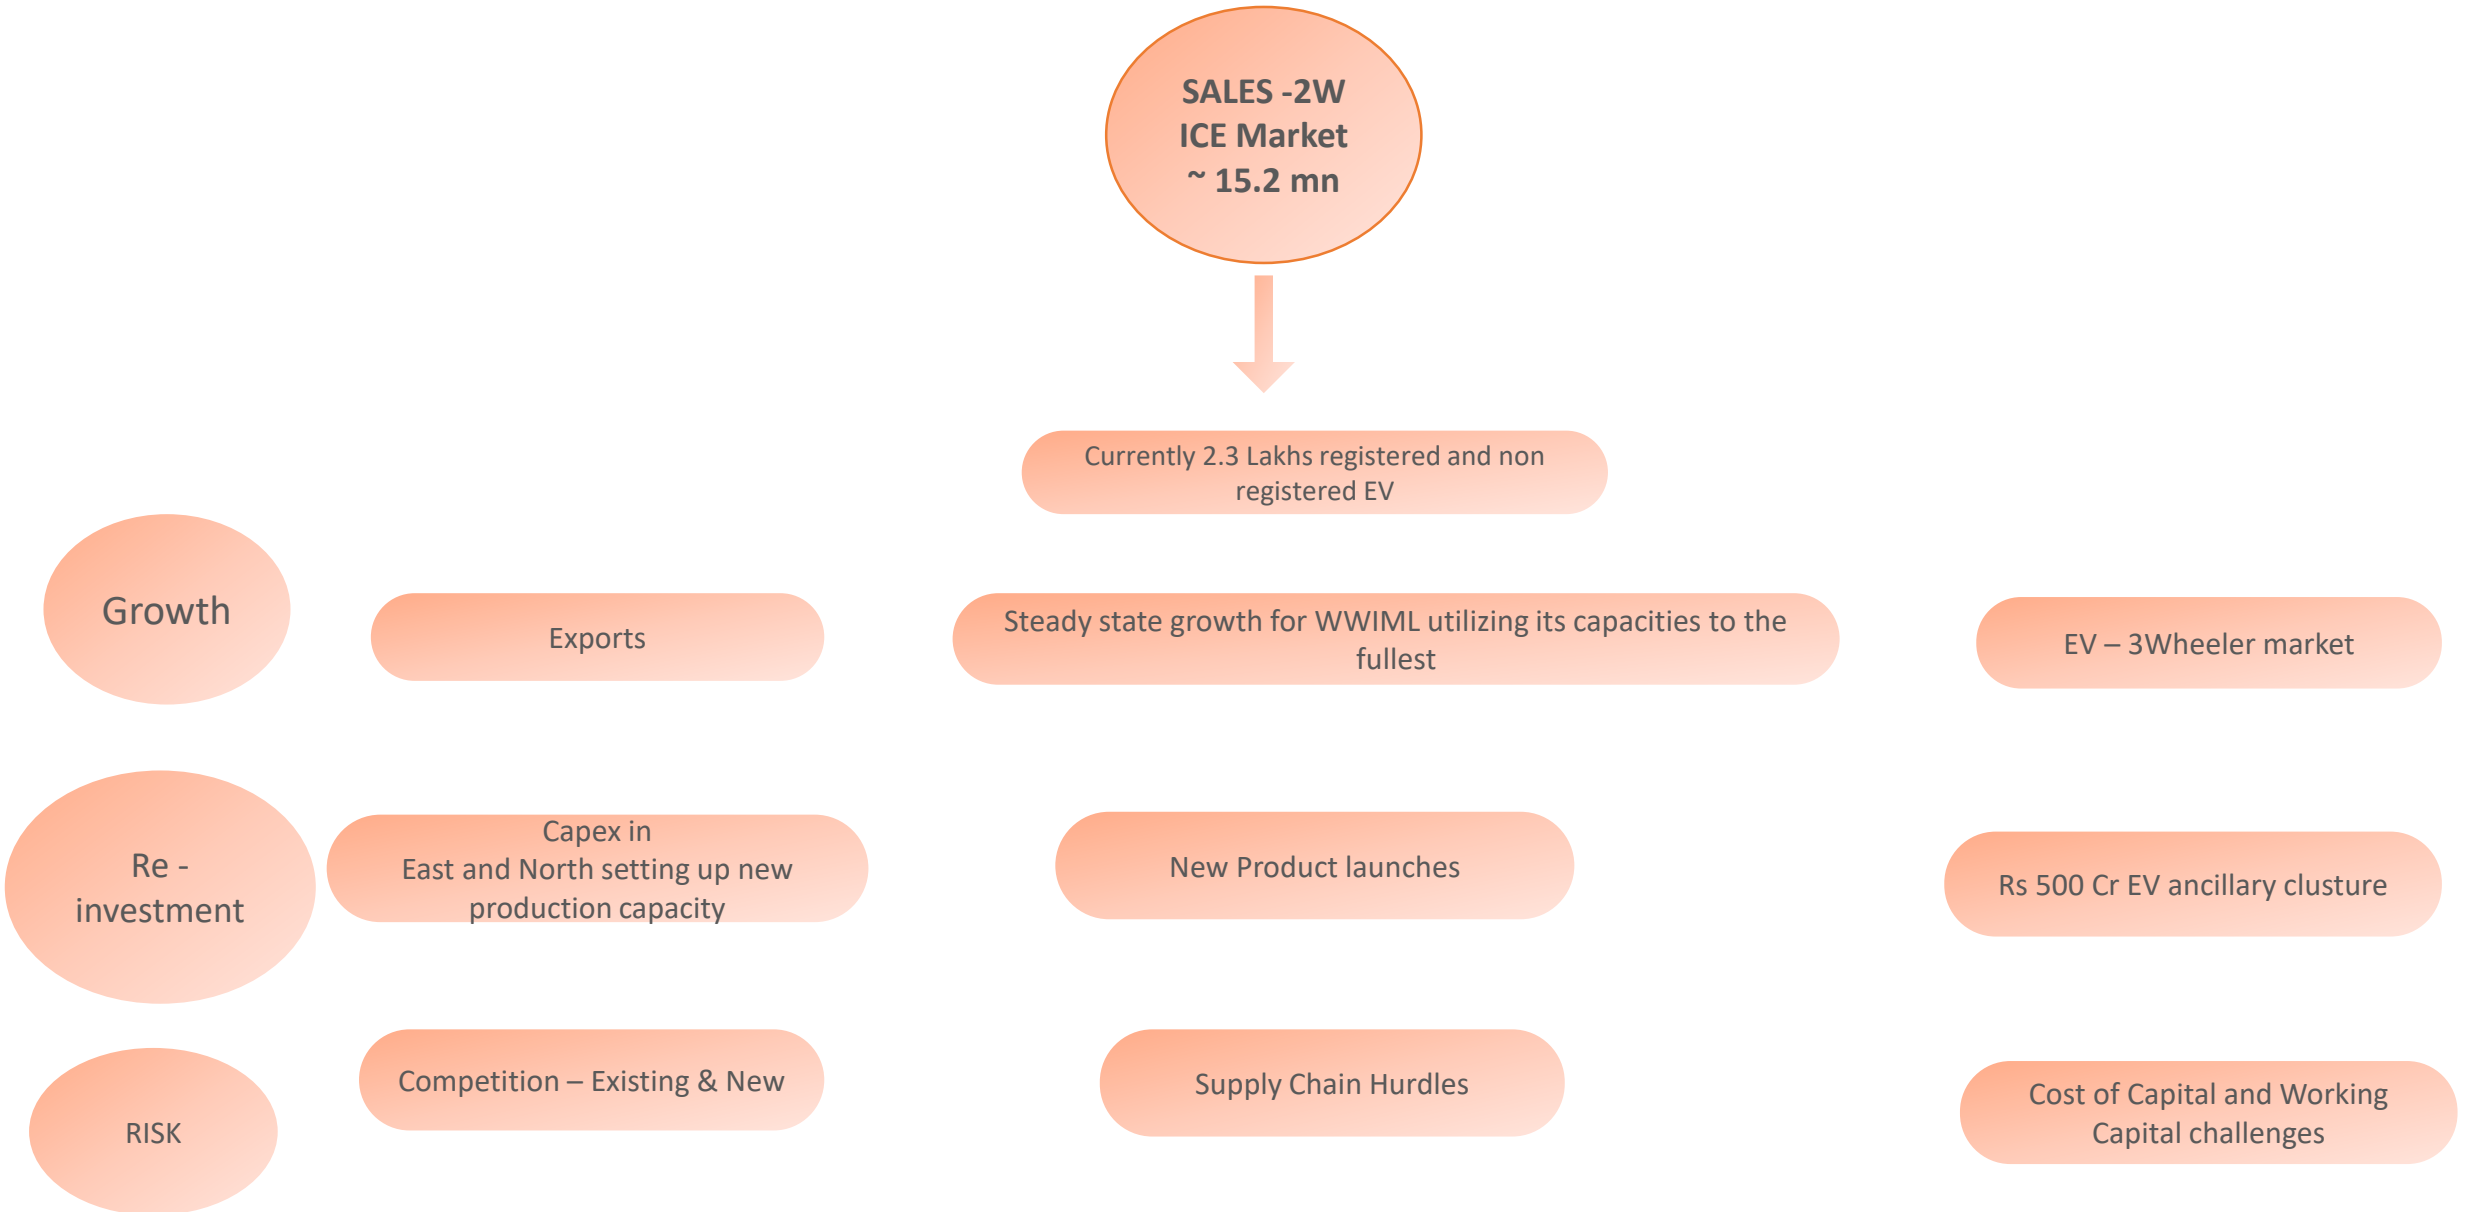 SALES -2W
ICE Market
~ 15.2 mn
Currently 2.3 Lakhs registered and non
registered EV
Growth
Exports
Steady state growth for WWIML utilizing its capacities to the
fullest
EV – 3Wheeler market
Re -
investment
Capex in
East and North setting up new
production capacity
New Product launches
Rs 500 Cr EV ancillary clusture
RISK
Competition – Existing & New
Supply Chain Hurdles
Cost of Capital and Working
Capital challenges